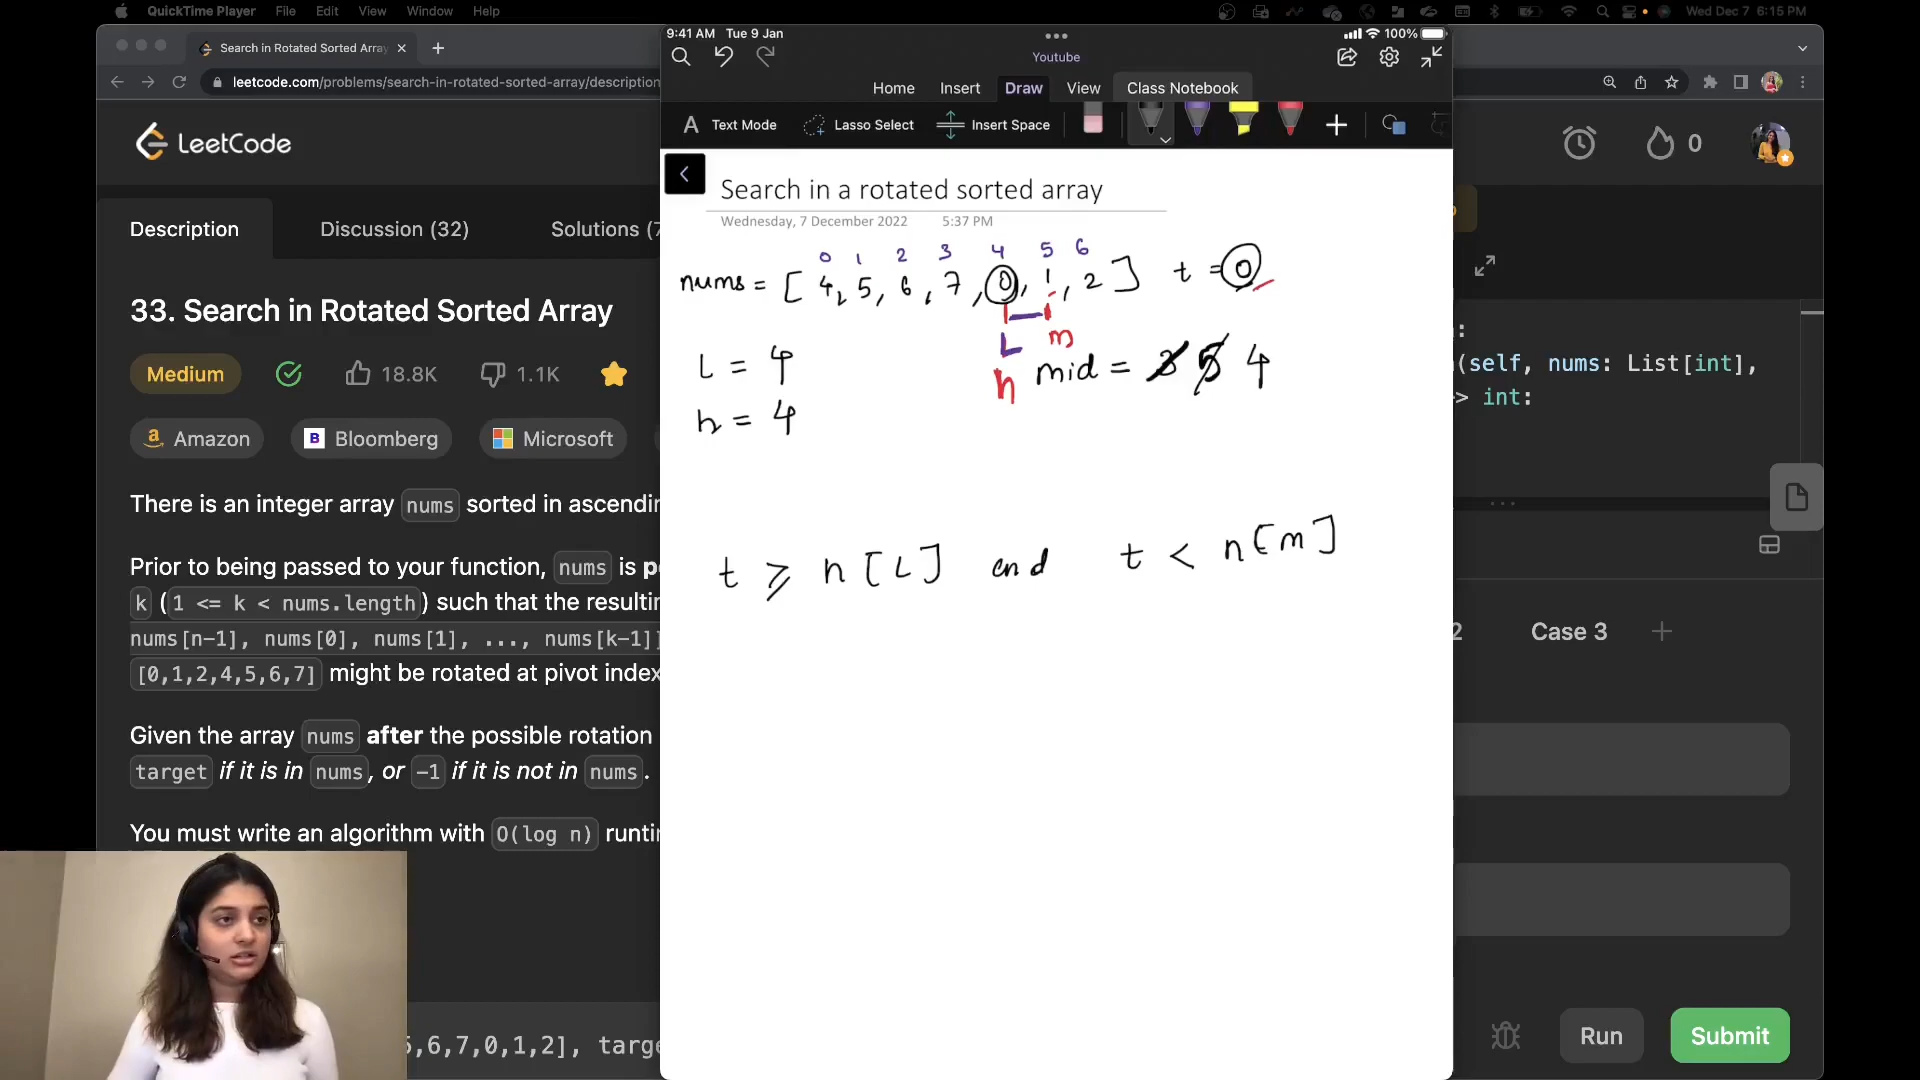 QuickTime Player File Edit View Window Help Wed Dec 7 6:15 PM
Search in Rotated Sorted Array
leetcode.com/problems/search-in-rotated-sorted-array/description
LeetCode
0
Description Discussion (32) Solutions (7
33. Search in Rotated Sorted Array
Medium 18.8K 1.1K
Amazon Bloomberg Microsoft
There is an integer array nums sorted in ascendin
Prior to being passed to your function, nums is p
k (1 <= k < nums.length) such that the resultin
nums[n-1], nums[0], nums[1], ..., nums[k-1]]
[0,1,2,4,5,6,7] might be rotated at pivot index
Given the array nums after the possible rotation
target if it is in nums, or -1 if it is not in nums.
You must write an algorithm with O(log n) runti
5,6,7,0,1,2], targe
9:41 AM Tue 9 Jan 100%
Youtube
Home Insert Draw View Class Notebook
Text Mode Lasso Select Insert Space
Search in a rotated sorted array
Wednesday, 7 December 2022 5:37 PM
0 1 2 3 4 5 6
nums = [ 4, 5, 6, 7, 0, 1, 2 ] t = 0
L m
l = 4 h mid = 3 5 4
h = 4
t ≥ n [ L ] and t < n [ m ]
:
(self, nums: List[int],
> int:
2 Case 3
Run Submit